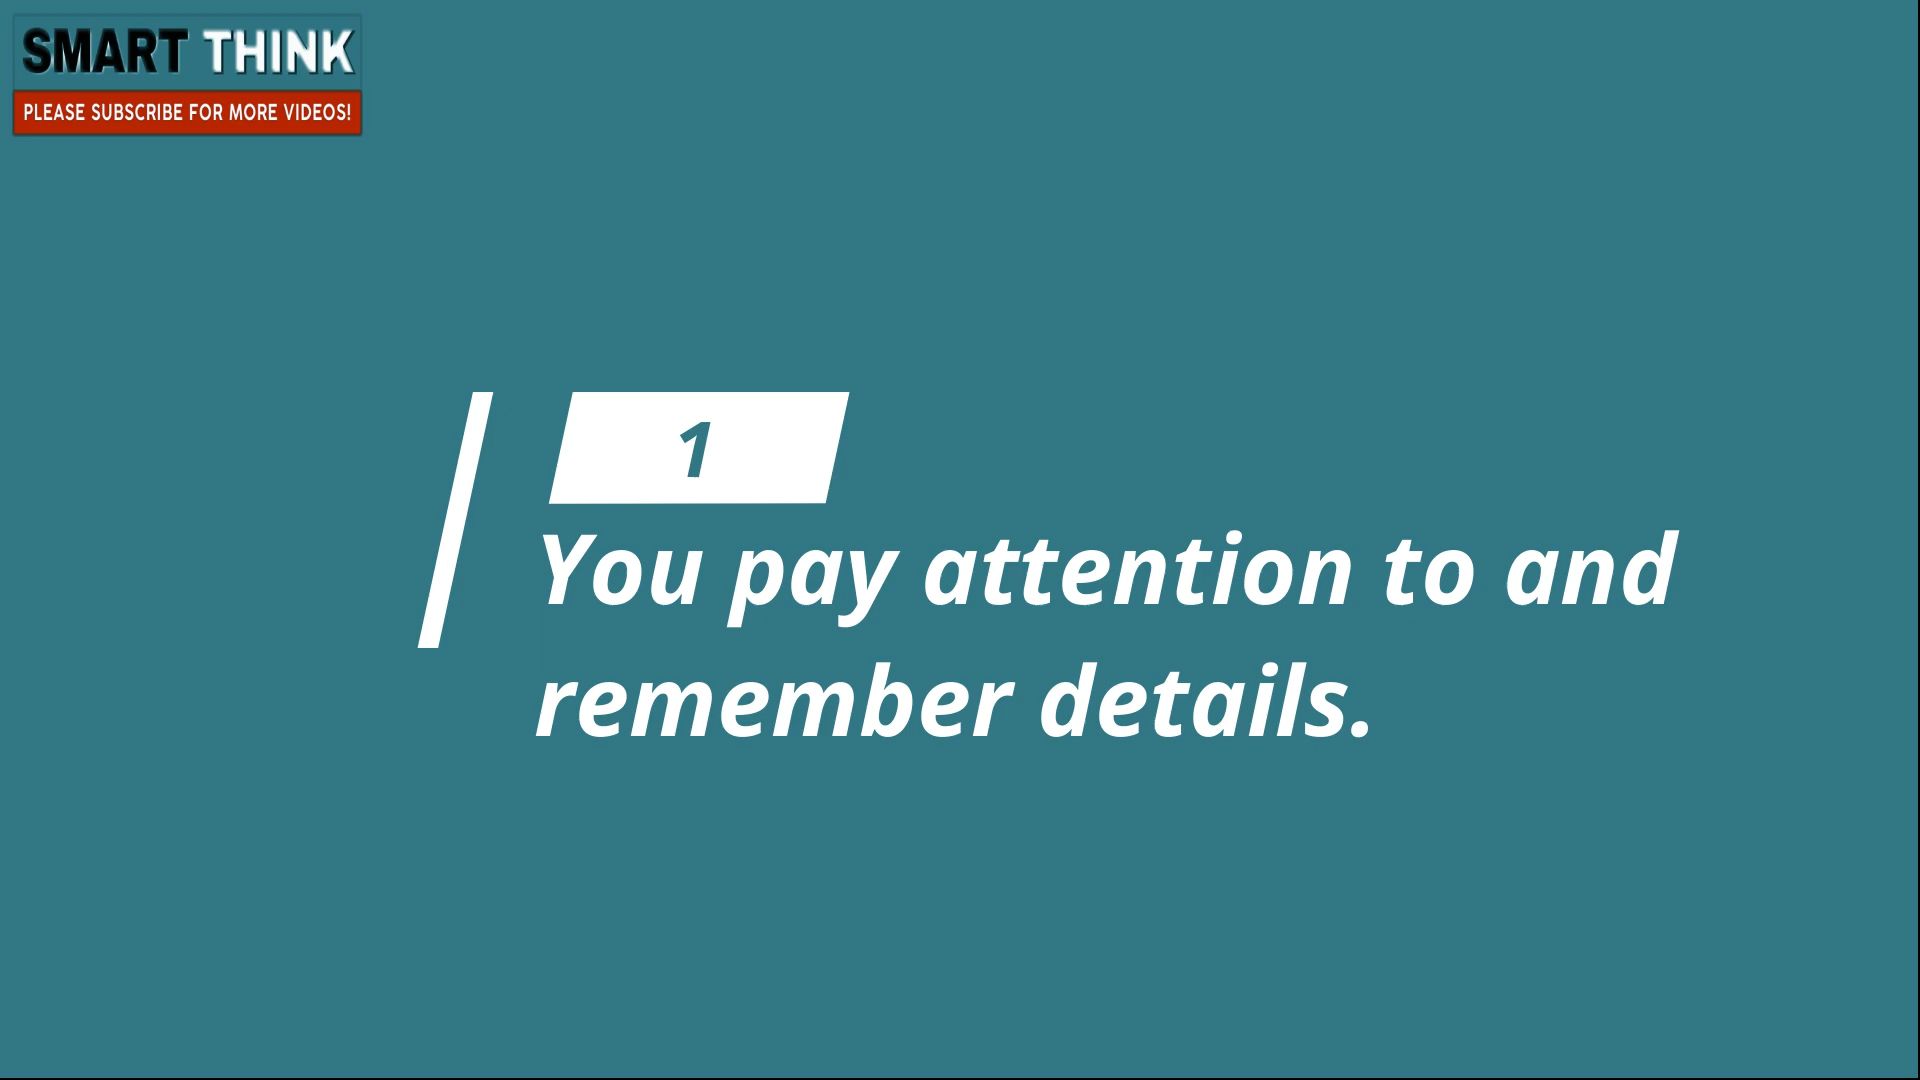 SMART THINK
PLEASE SUBSCRIBE FOR MORE VIDEOS!
1
You pay attention to and
remember details.